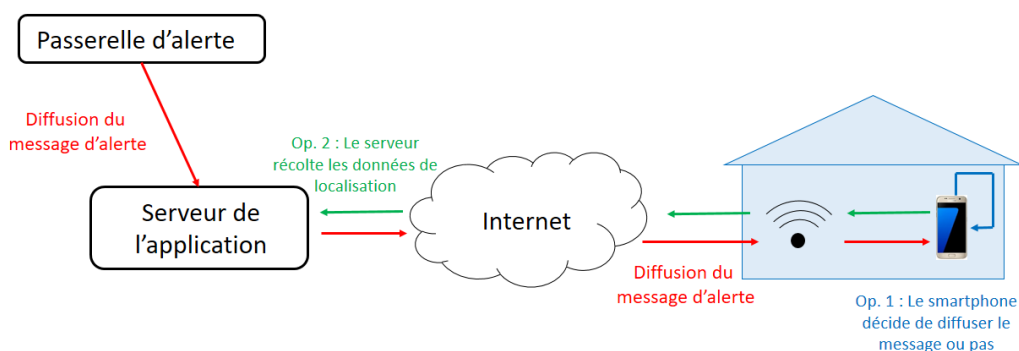 Passerelle d'alerte
Diffusion du
message d'alerte
Op. 2 : Le serveur
récolte les données de
localisation
Serveur de
l'application
Internet
Diffusion du
message d'alerte
Op. 1 : Le smartphone
décide de diffuser le
message ou pas